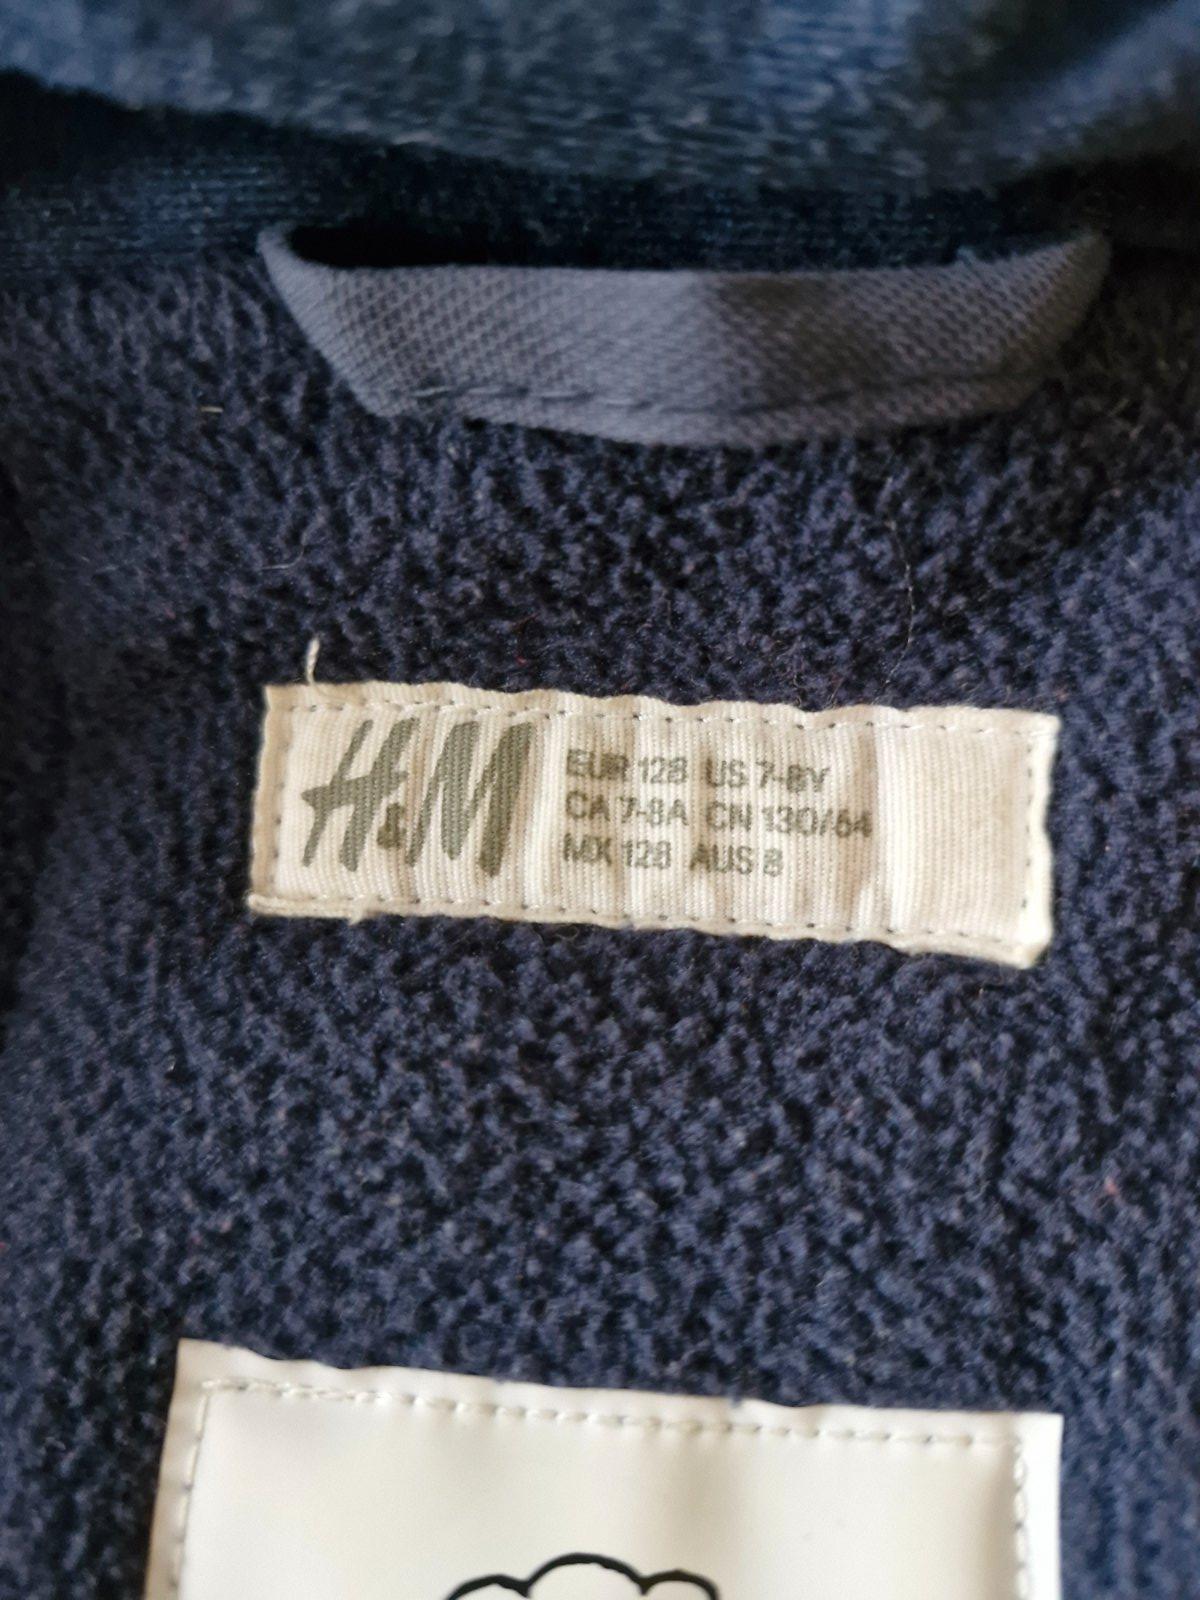 H&M
EUR 128 US 7-8Y
CA 7-8A CN 130/64
MX 128 AUS 8